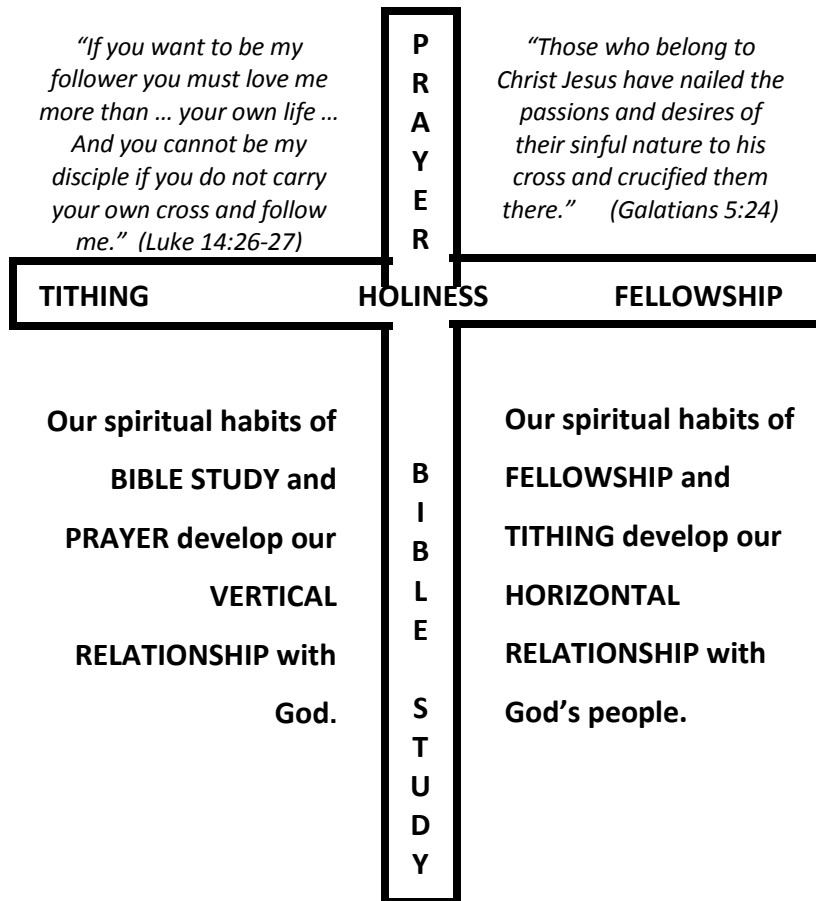 “If you want to be my
follower you must love me
more than … your own life …
And you cannot be my
disciple if you do not carry
your own cross and follow
me.” (Luke 14:26-27)
P
R
A
Y
E
R
“Those who belong to
Christ Jesus have nailed the
passions and desires of
their sinful nature to his
cross and crucified them
there.” (Galatians 5:24)
TITHING HOLINESS FELLOWSHIP
Our spiritual habits of
BIBLE STUDY and
PRAYER develop our
VERTICAL
RELATIONSHIP with
God.
B
I
B
L
E
S
T
U
D
Y
Our spiritual habits of
FELLOWSHIP and
TITHING develop our
HORIZONTAL
RELATIONSHIP with
God’s people.